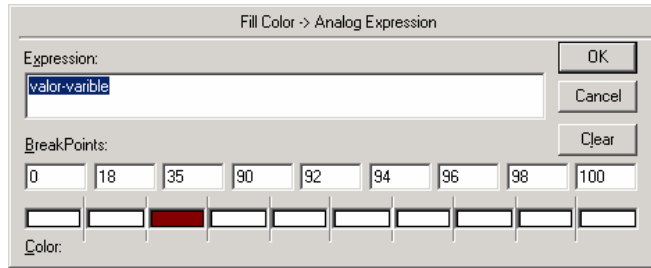 Fill Color -> Analog Expression
Expression:
valor-varible
OK
Cancel
Clear
BreakPoints:
0 18 35 90 92 94 96 98 100
Color: